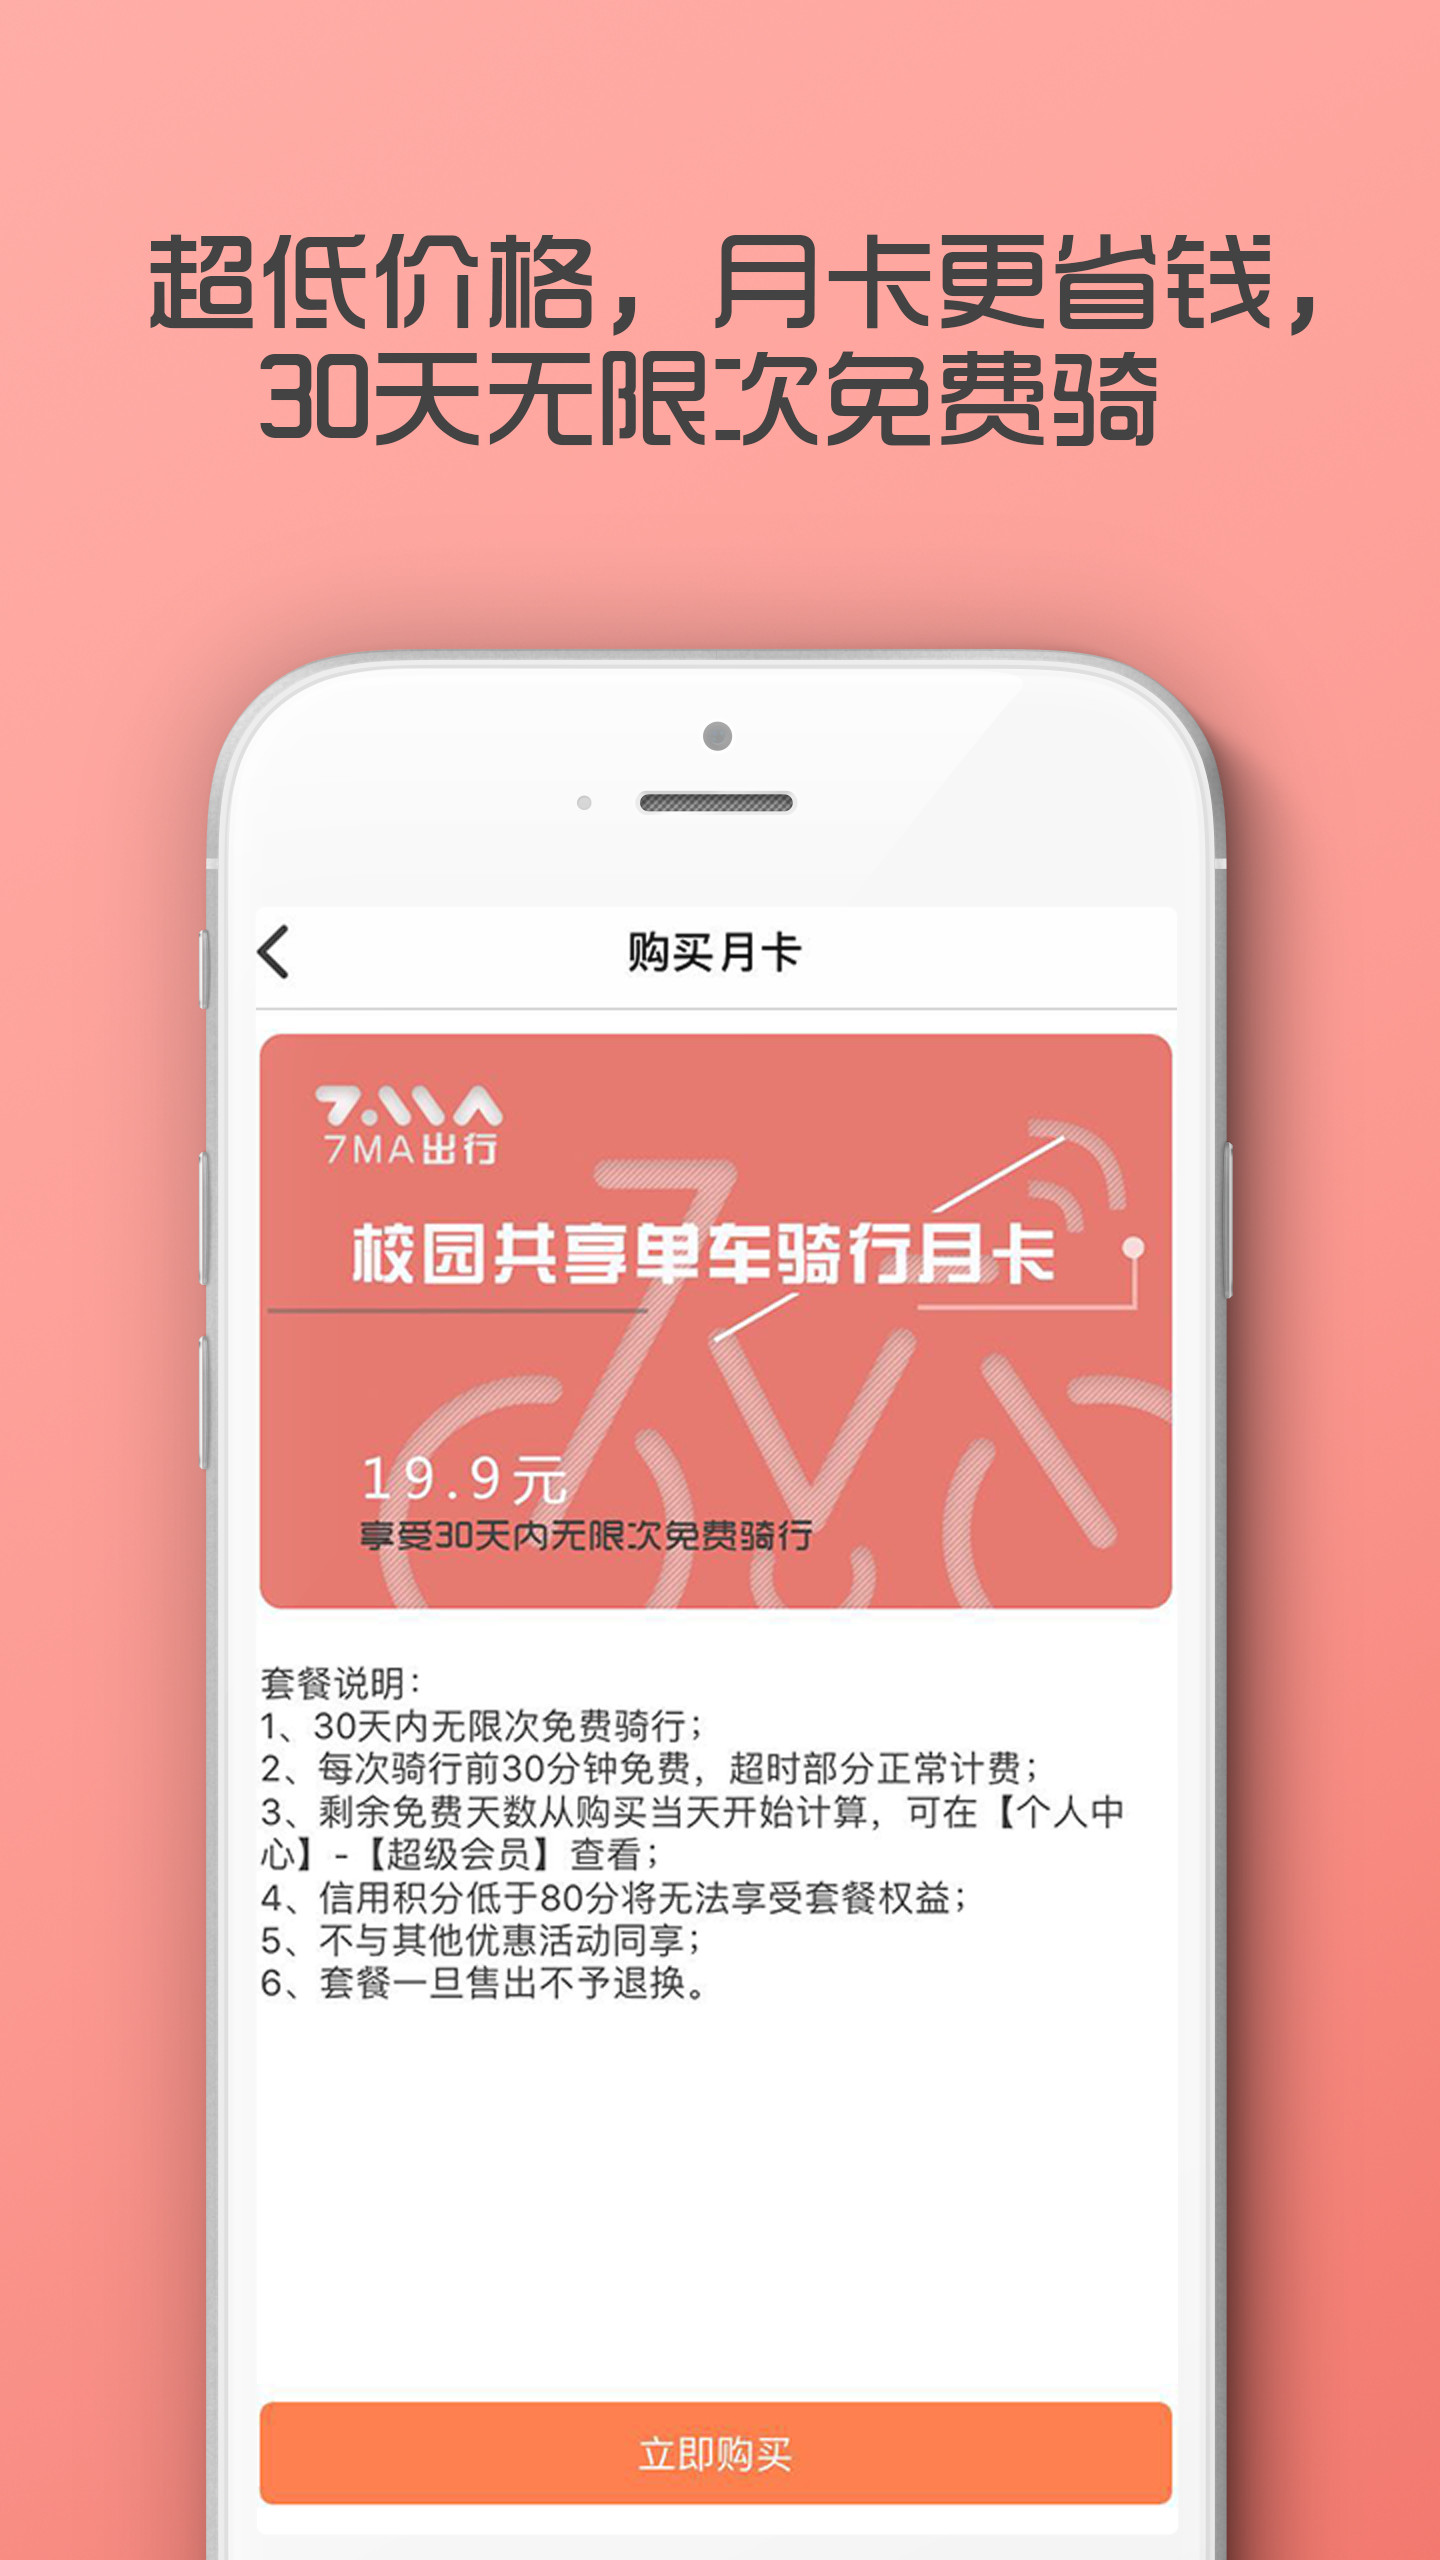 超低价格，月卡更省钱，
30天无限次免费骑
购买月卡
7MA
7MA出行
校园共享单车骑行月卡
19.9元
享受30天内无限次免费骑行
套餐说明：
1、30天内无限次免费骑行；
2、每次骑行前30分钟免费，超时部分正常计费；
3、剩余免费天数从购买当天开始计算，可在【个人中
心】-【超级会员】查看；
4、信用积分低于80分将无法享受套餐权益；
5、不与其他优惠活动同享；
6、套餐一旦售出不予退换。
立即购买